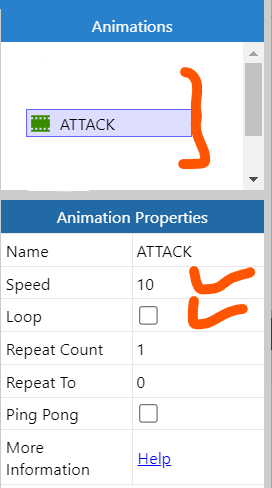 Animations
ATTACK
Animation Properties
Name ATTACK
Speed 10
Loop
Repeat Count 1
Repeat To 0
Ping Pong
More
Information Help